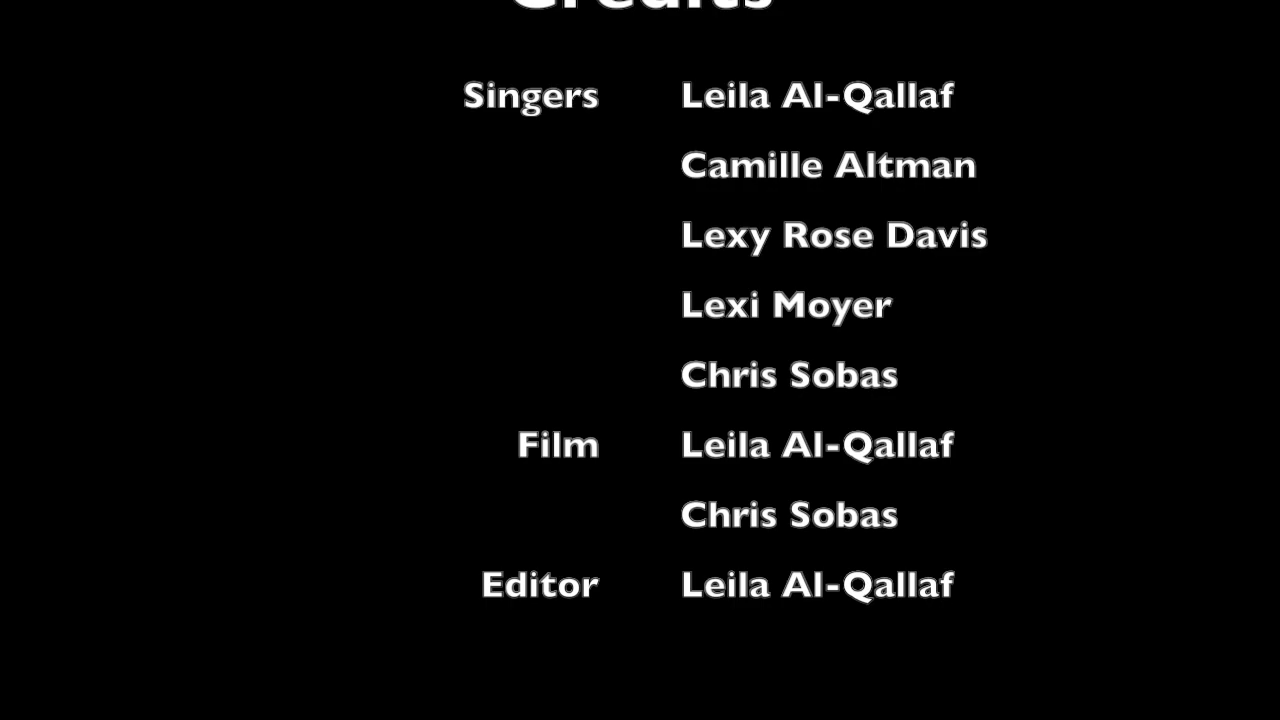 Credits
Singers Leila Al-Qallaf
Camille Altman
Lexy Rose Davis
Lexi Moyer
Chris Sobas
Film Leila Al-Qallaf
Chris Sobas
Editor Leila Al-Qallaf